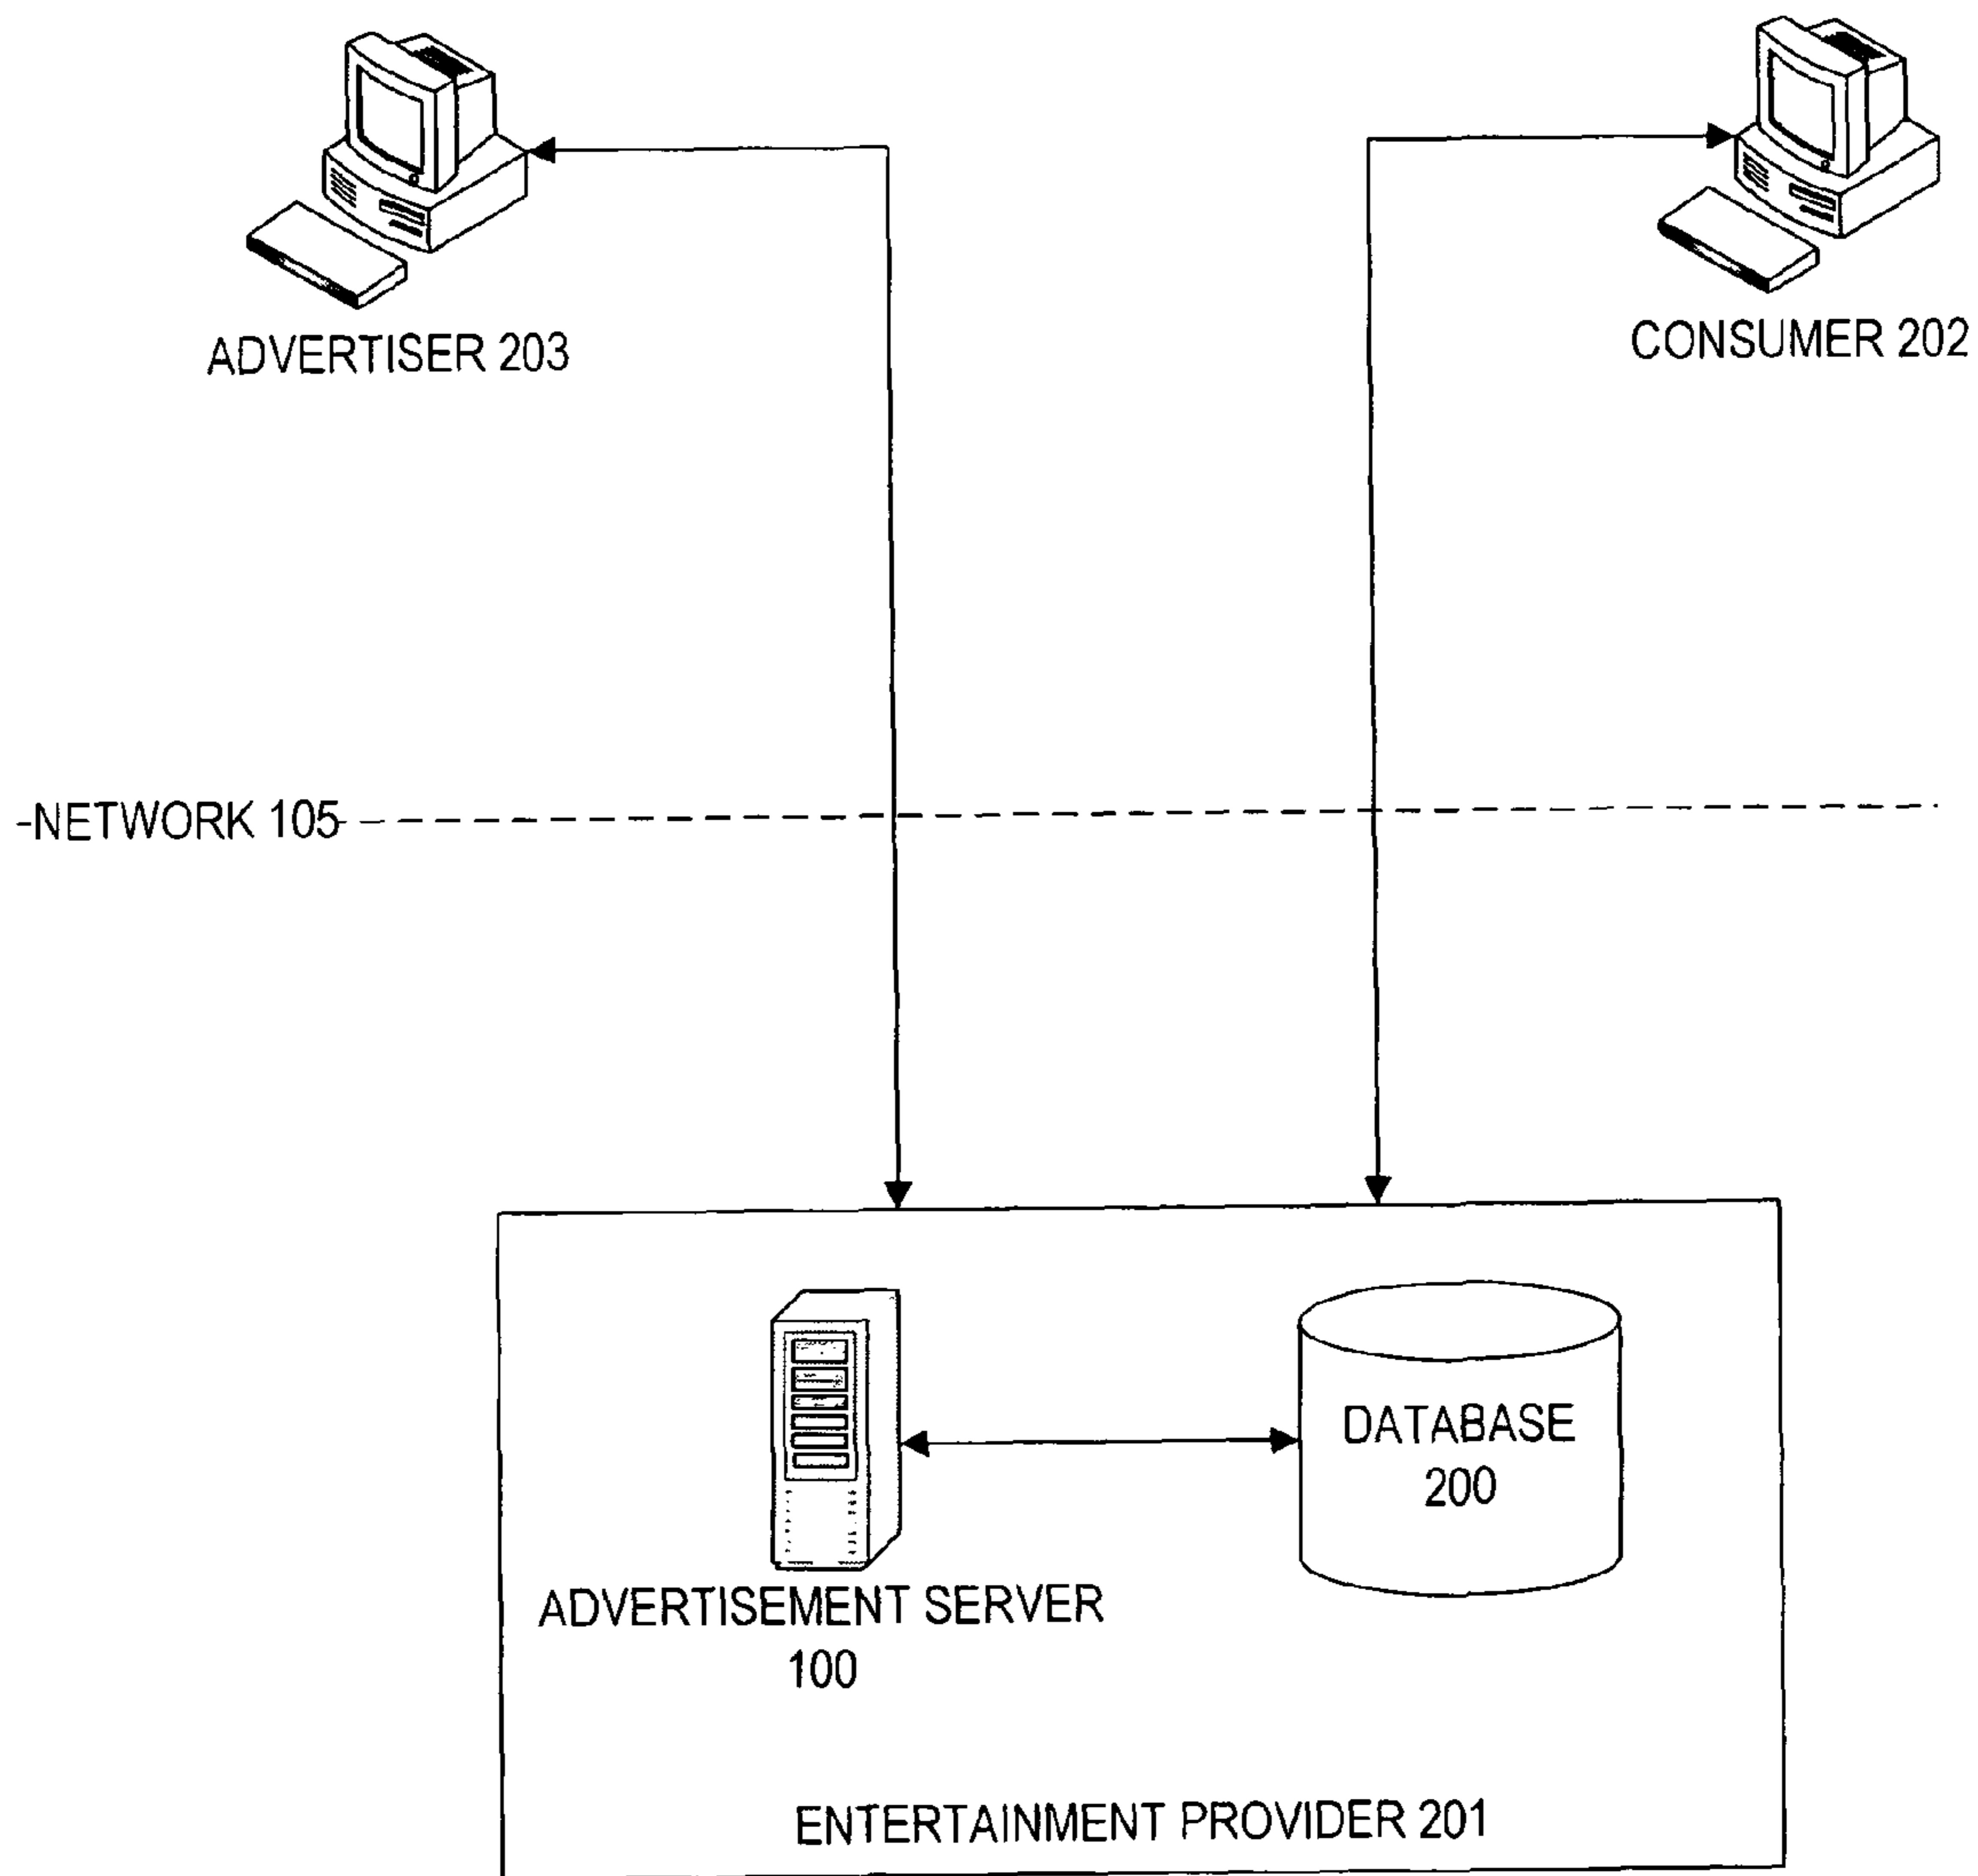 ADVERTISER 203
CONSUMER 202
NETWORK 105
DATABASE
200
ADVERTISEMENT SERVER
100
ENTERTAINMENT PROVIDER 201